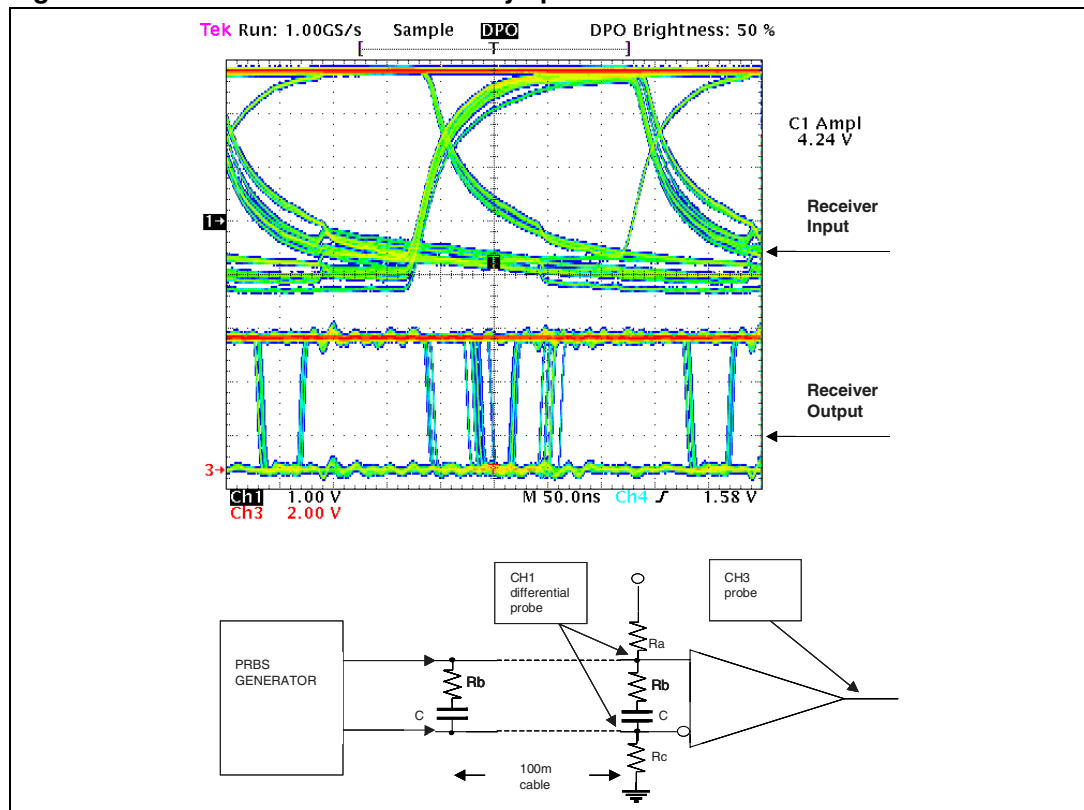 Tek Run: 1.00GS/s Sample DPO DPO Brightness: 50 %
C1 Ampl
4.24 V
1→
Receiver
Input
Receiver
Output
3→
Ch1 1.00 V M 50.0ns Ch4 1.58 V
Ch3 2.00 V
CH1
differential
probe
CH3
probe
Ra
PRBS
GENERATOR
Rb
Rb
C
C
Rc
100m
cable